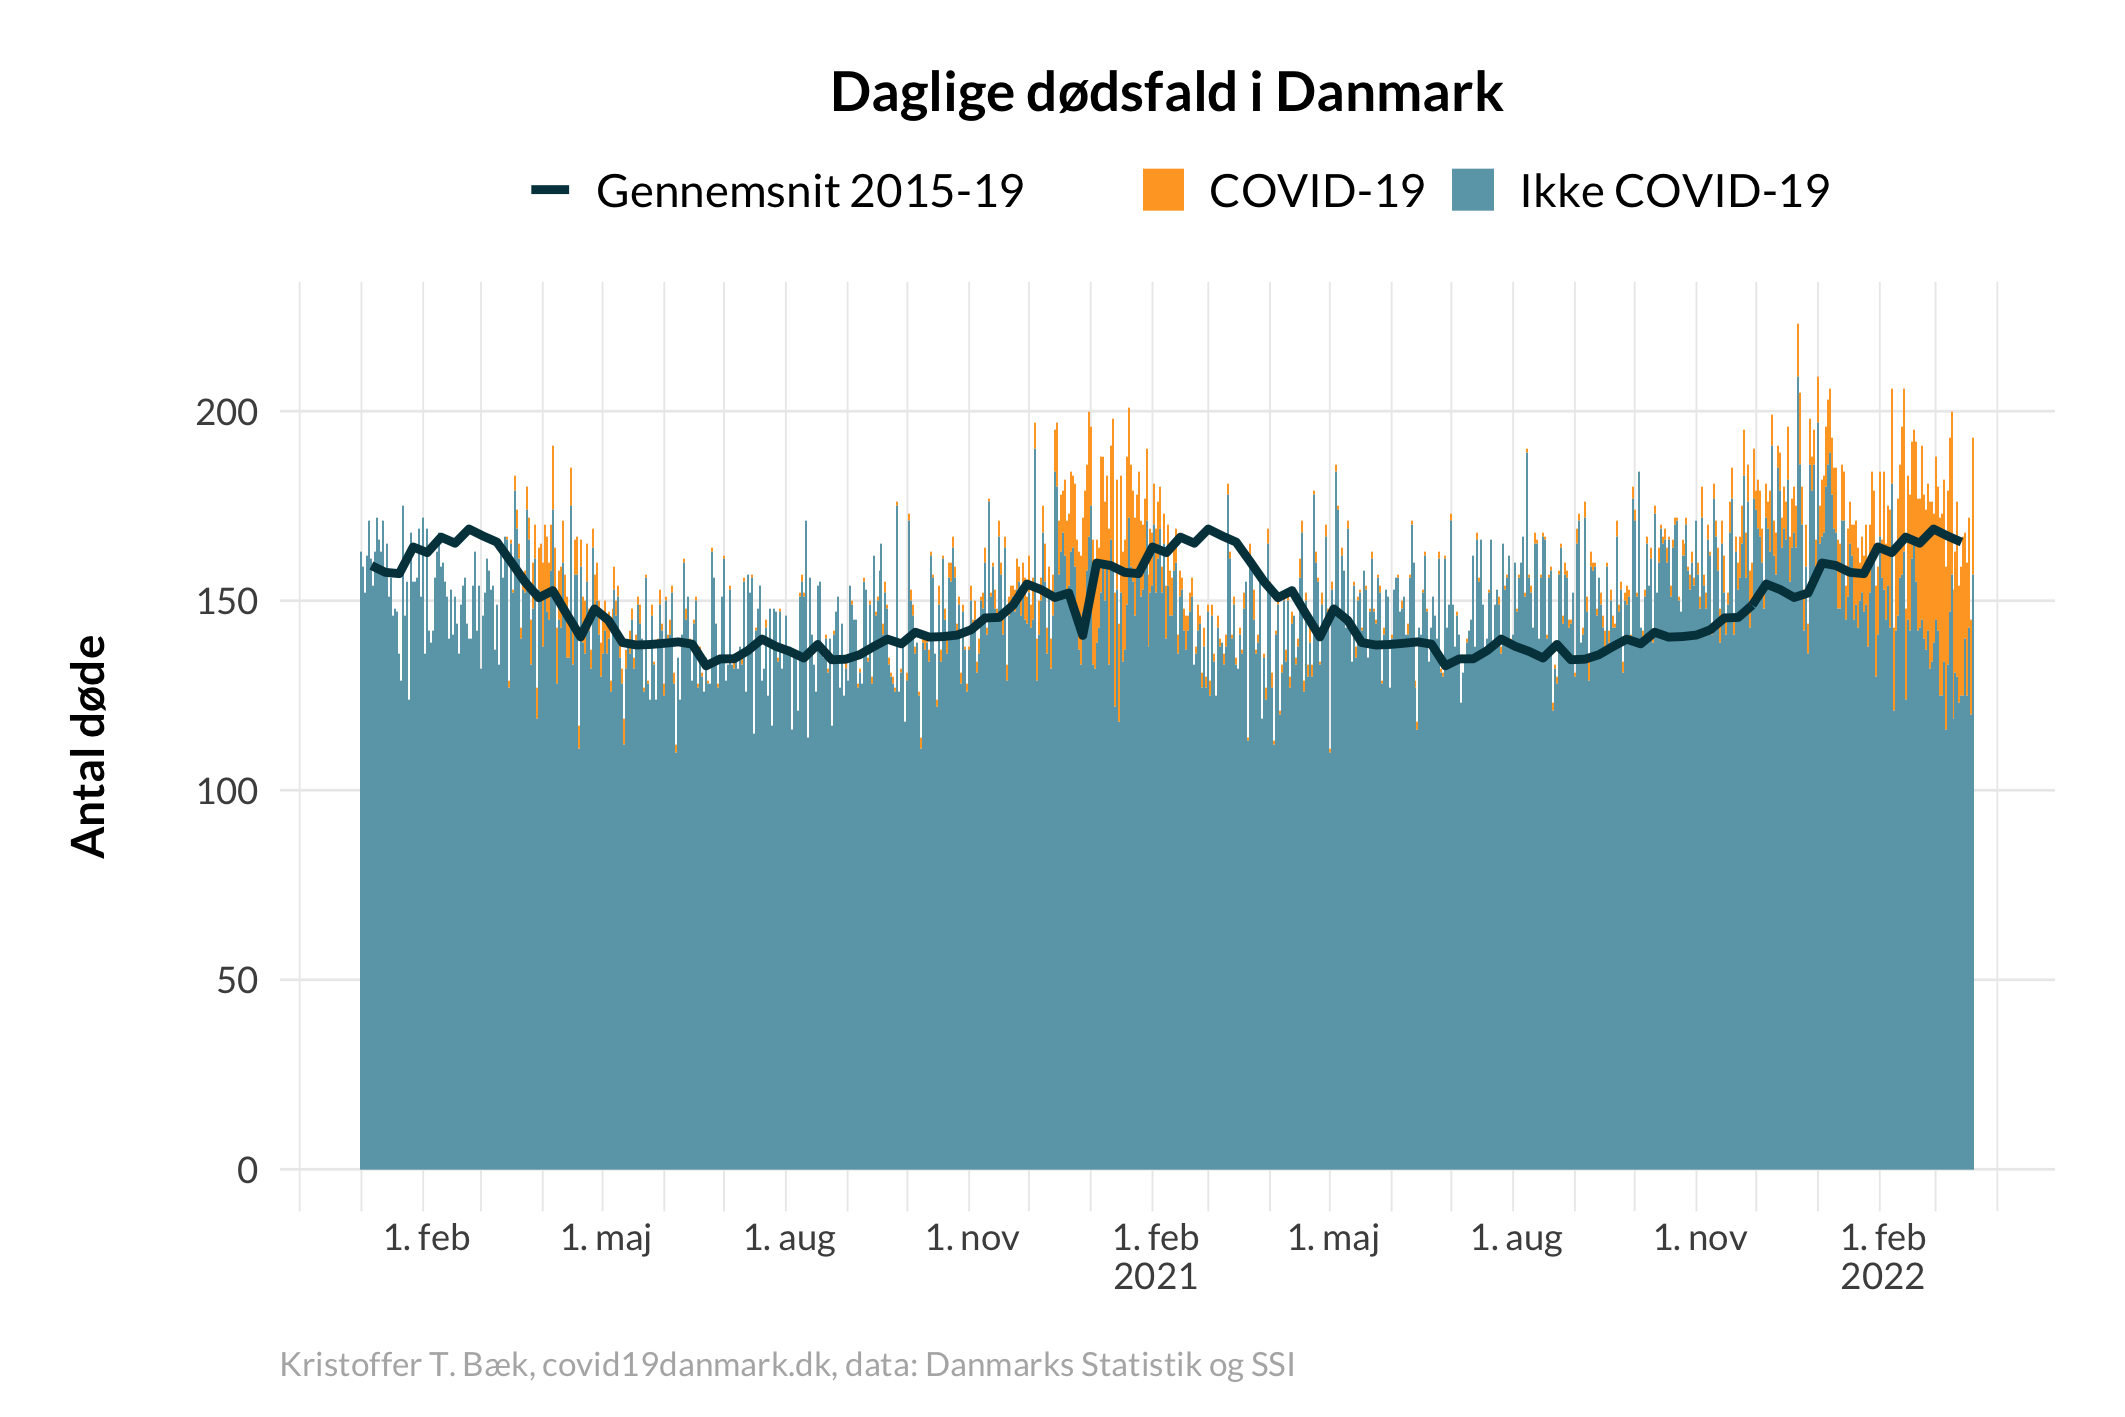 Daglige dødsfald i Danmark
Gennemsnit 2015-19 COVID-19 Ikke COVID-19
Antal døde
200
150
100
50
0
1. feb 1. maj 1. aug 1. nov 1. feb 1. maj 1. aug 1. nov 1. feb
2021 2022
Kristoffer T. Bæk, covid19danmark.dk, data: Danmarks Statistik og SSI